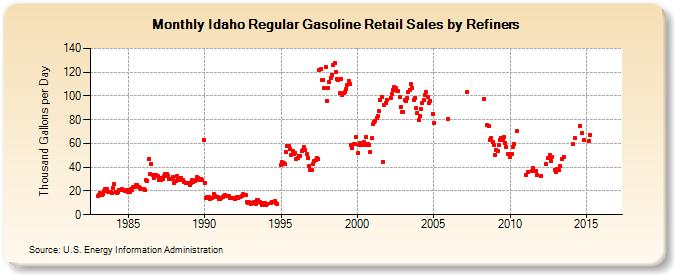 Monthly Idaho Regular Gasoline Retail Sales by Refiners
Thousand Gallons per Day
140
120
100
80
60
40
20
0
1985 1990 1995 2000 2005 2010 2015
Source: U.S. Energy Information Administration